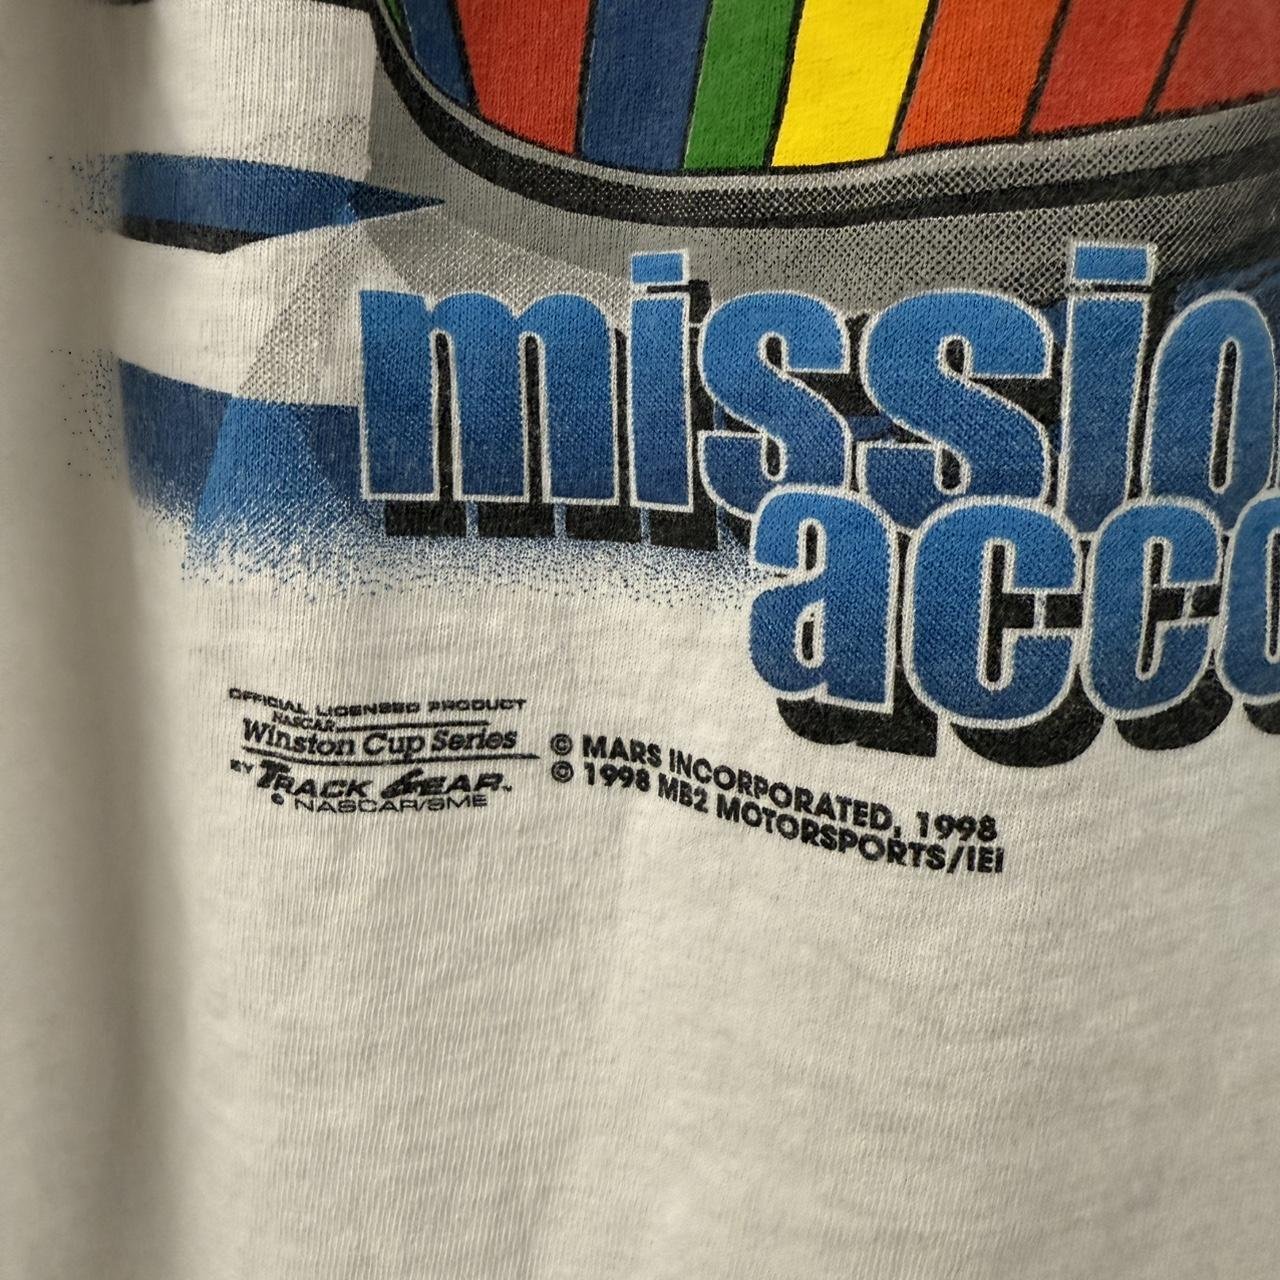 missio
acco
OFFICIAL LICENSED PRODUCT
NASCAR
Winston Cup Series
BY TRACK GEAR™
© NASCAR/SME
© MARS INCORPORATED, 1998
© 1998 MB2 MOTORSPORTS/IEI